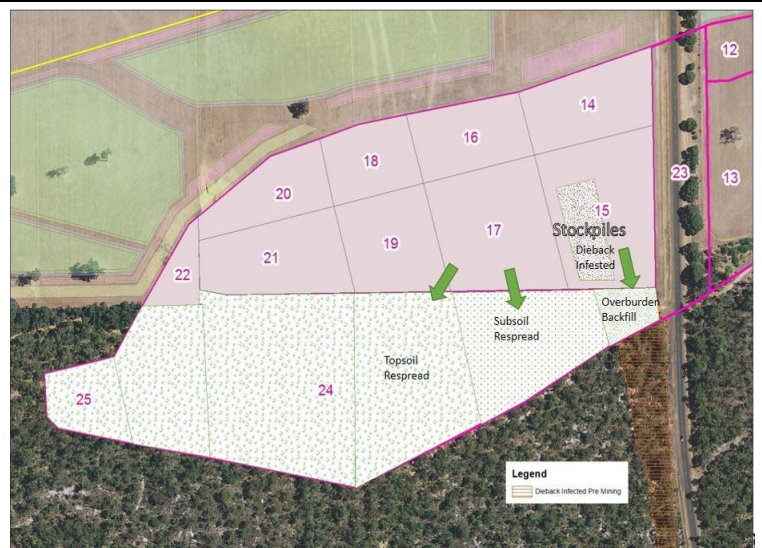 12
14
16
18
23
13
20
15
17
19
Stockpiles
21
Dieback
Infested
22
Overburden
Backfill
Subsoil
Respread
Topsoil
Respread
24
25
Legend
Dieback Infected Pre Mining